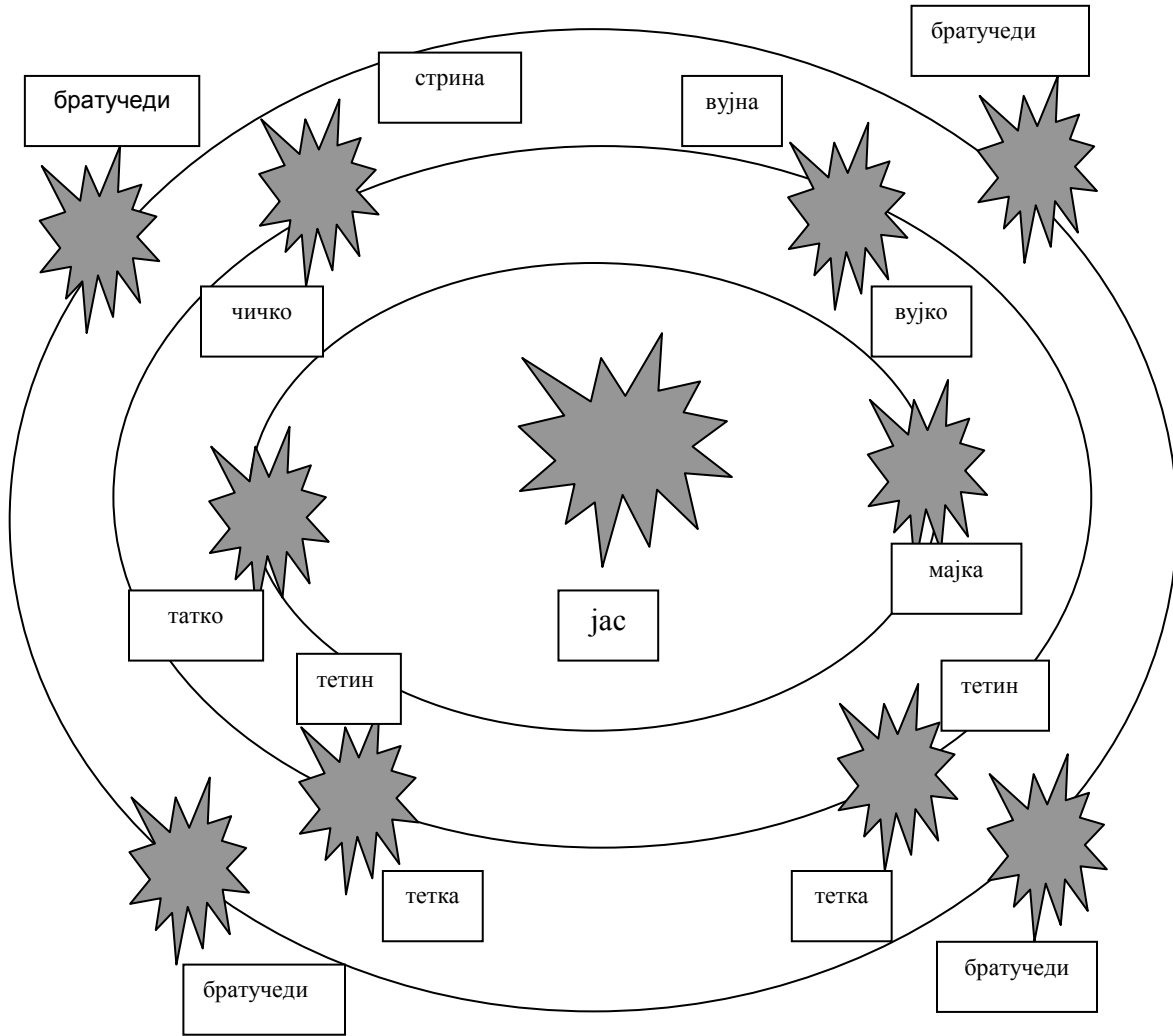 братучеди
стрина
вујна
братучеди
чичко
вујко
татко
јас
мајка
тетин
тетин
тетка
тетка
братучеди
братучеди